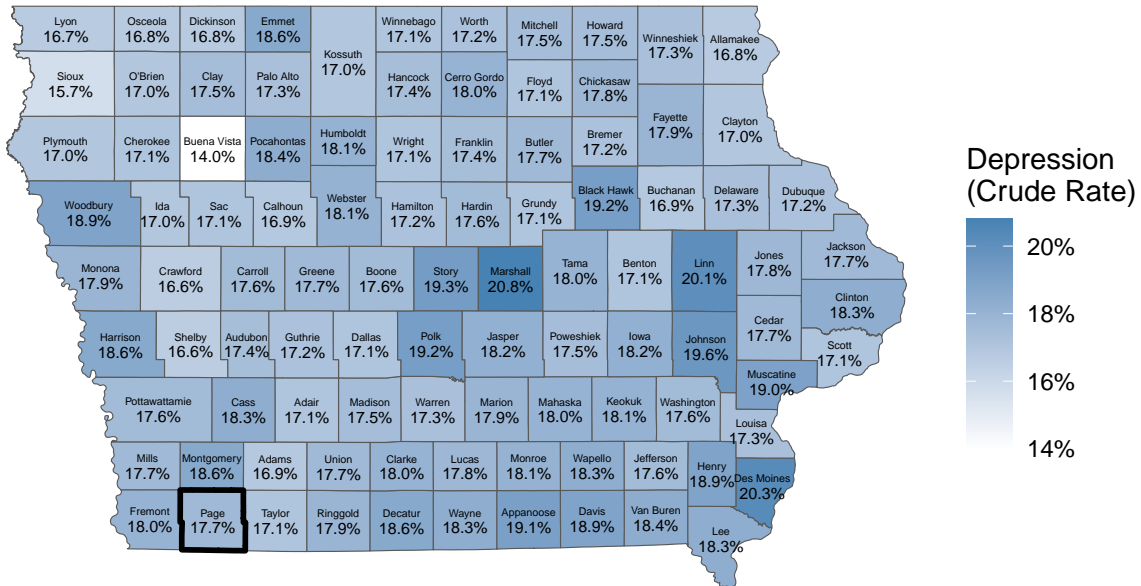 Lyon
16.7%
Osceola
16.8%
Dickinson
16.8%
Emmet
18.6%
Kossuth
17.0%
Winnebago
17.1%
Worth
17.2%
Mitchell
17.5%
Howard
17.5%
Winneshiek
17.3%
Allamakee
16.8%
Sioux
15.7%
O'Brien
17.0%
Clay
17.5%
Palo Alto
17.3%
Hancock
17.4%
Cerro Gordo
18.0%
Floyd
17.1%
Chickasaw
17.8%
Fayette
17.9%
Clayton
17.0%
Plymouth
17.0%
Cherokee
17.1%
Buena Vista
14.0%
Pocahontas
18.4%
Humboldt
18.1%
Wright
17.1%
Franklin
17.4%
Butler
17.7%
Bremer
17.2%
Woodbury
18.9%
Ida
17.0%
Sac
17.1%
Calhoun
16.9%
Webster
18.1%
Hamilton
17.2%
Hardin
17.6%
Grundy
17.1%
Black Hawk
19.2%
Buchanan
16.9%
Delaware
17.3%
Dubuque
17.2%
Monona
17.9%
Crawford
16.6%
Carroll
17.6%
Greene
17.7%
Boone
17.6%
Story
19.3%
Marshall
20.8%
Tama
18.0%
Benton
17.1%
Linn
20.1%
Jones
17.8%
Jackson
17.7%
Clinton
18.3%
Harrison
18.6%
Shelby
16.6%
Audubon
17.4%
Guthrie
17.2%
Dallas
17.1%
Polk
19.2%
Jasper
18.2%
Poweshiek
17.5%
Iowa
18.2%
Johnson
19.6%
Cedar
17.7%
Scott
17.1%
Muscatine
19.0%
Pottawattamie
17.6%
Cass
18.3%
Adair
17.1%
Madison
17.5%
Warren
17.3%
Marion
17.9%
Mahaska
18.0%
Keokuk
18.1%
Washington
17.6%
Louisa
17.3%
Mills
17.7%
Montgomery
18.6%
Adams
16.9%
Union
17.7%
Clarke
18.0%
Lucas
17.8%
Monroe
18.1%
Wapello
18.3%
Jefferson
17.6%
Henry
18.9%
Des Moines
20.3%
Fremont
18.0%
Page
17.7%
Taylor
17.1%
Ringgold
17.9%
Decatur
18.6%
Wayne
18.3%
Appanoose
19.1%
Davis
18.9%
Van Buren
18.4%
Lee
18.3%
Depression
(Crude Rate)
20%
18%
16%
14%